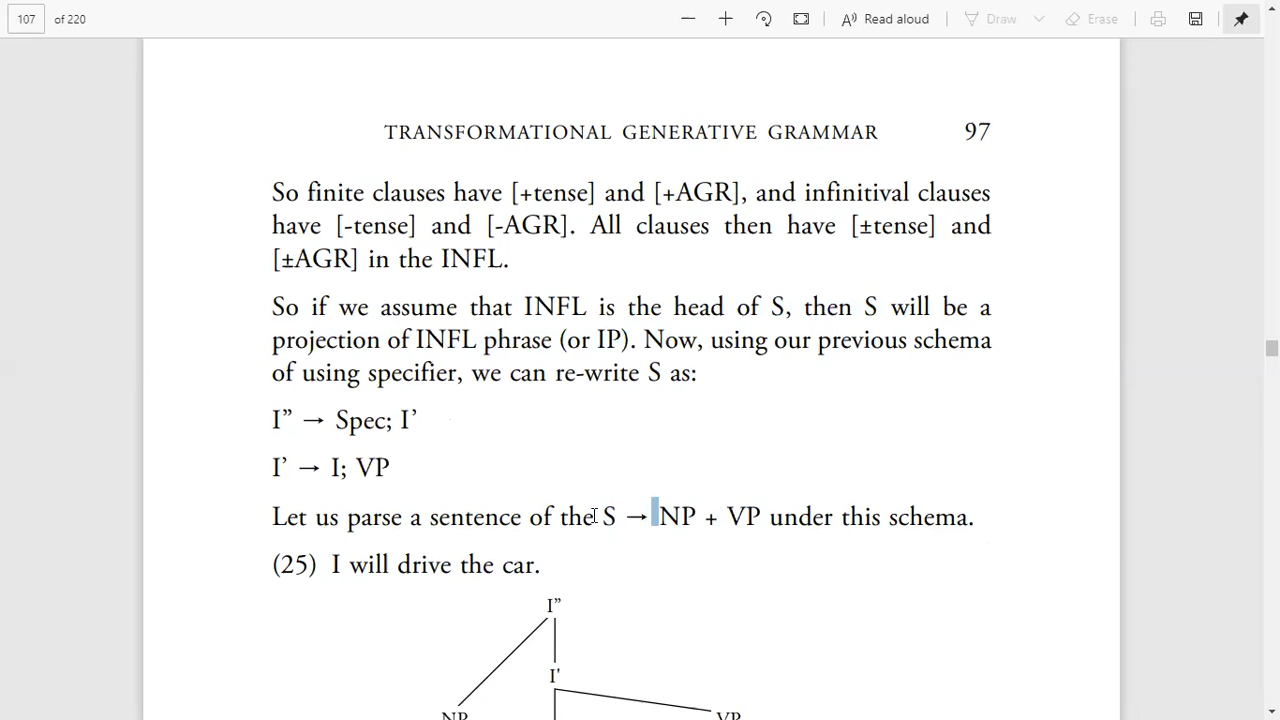 107 of 220 Read aloud Draw Erase
TRANSFORMATIONAL GENERATIVE GRAMMAR 97
So finite clauses have [+tense] and [+AGR], and infinitival clauses
have [-tense] and [-AGR]. All clauses then have [±tense] and
[±AGR] in the INFL.
So if we assume that INFL is the head of S, then S will be a
projection of INFL phrase (or IP). Now, using our previous schema
of using specifier, we can re-write S as:
I” → Spec; I’
I’ → I; VP
Let us parse a sentence of the S → NP + VP under this schema.
(25) I will drive the car.
I”
I'
NP VP